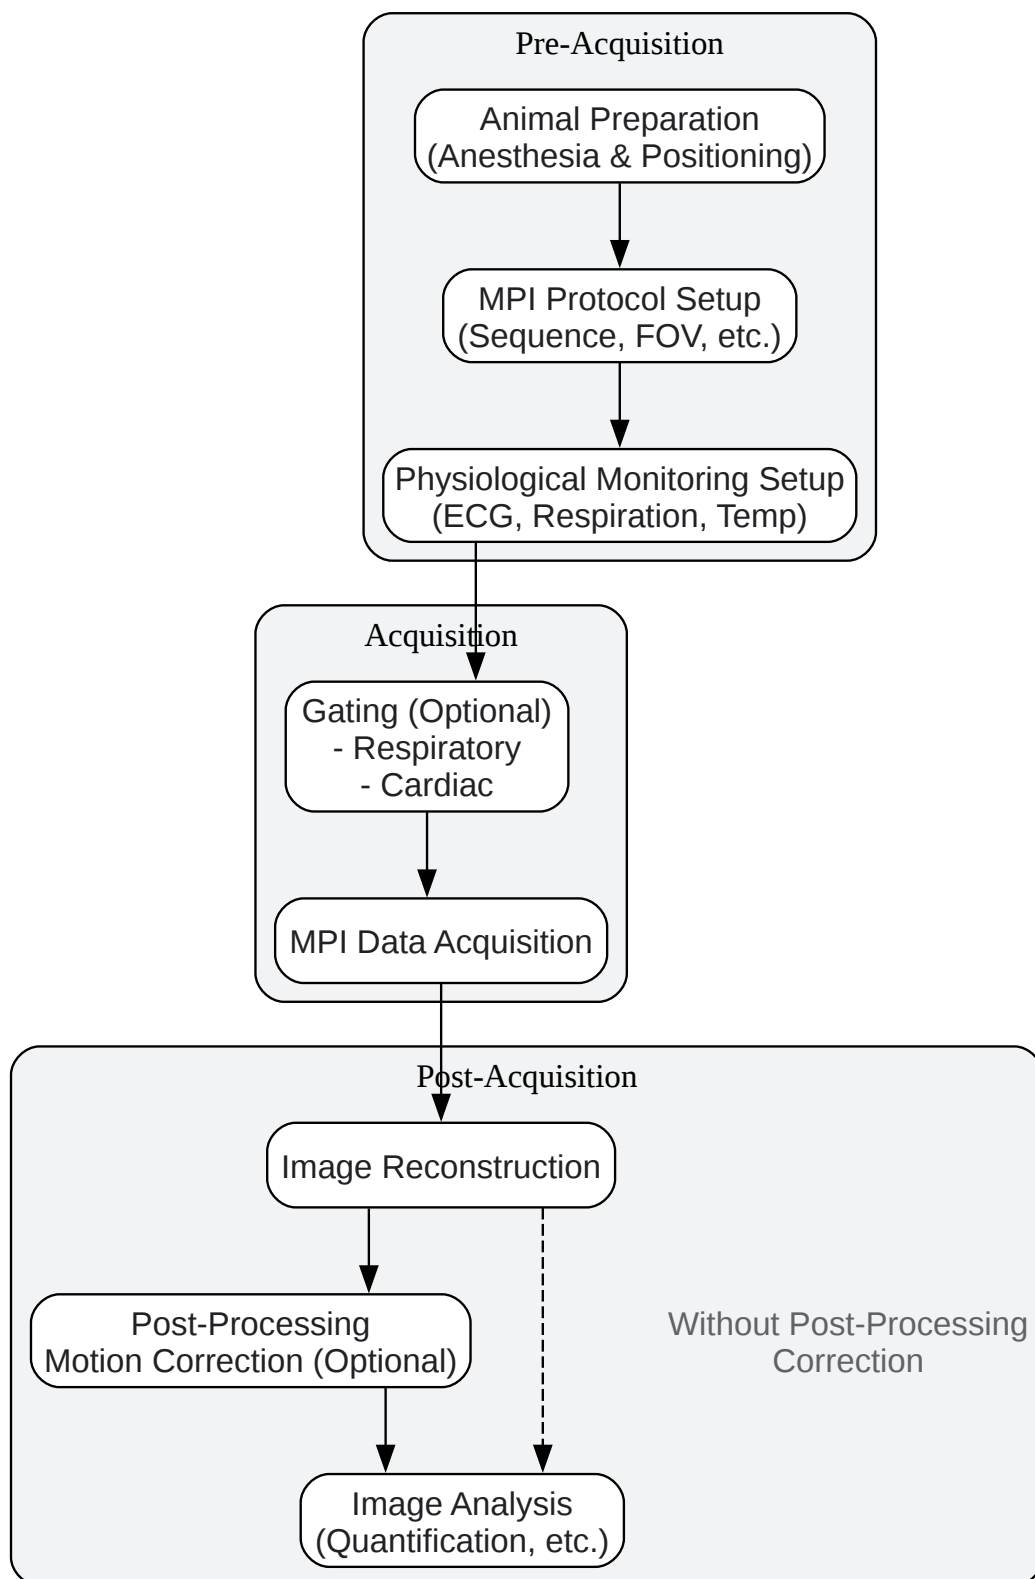 Pre-Acquisition
Animal Preparation
(Anesthesia & Positioning)
MPI Protocol Setup
(Sequence, FOV, etc.)
Physiological Monitoring Setup
(ECG, Respiration, Temp)
Acquisition
Gating (Optional)
- Respiratory
- Cardiac
MPI Data Acquisition
Post-Acquisition
Image Reconstruction
Post-Processing
Motion Correction (Optional)
Without Post-Processing
Correction
Image Analysis
(Quantification, etc.)